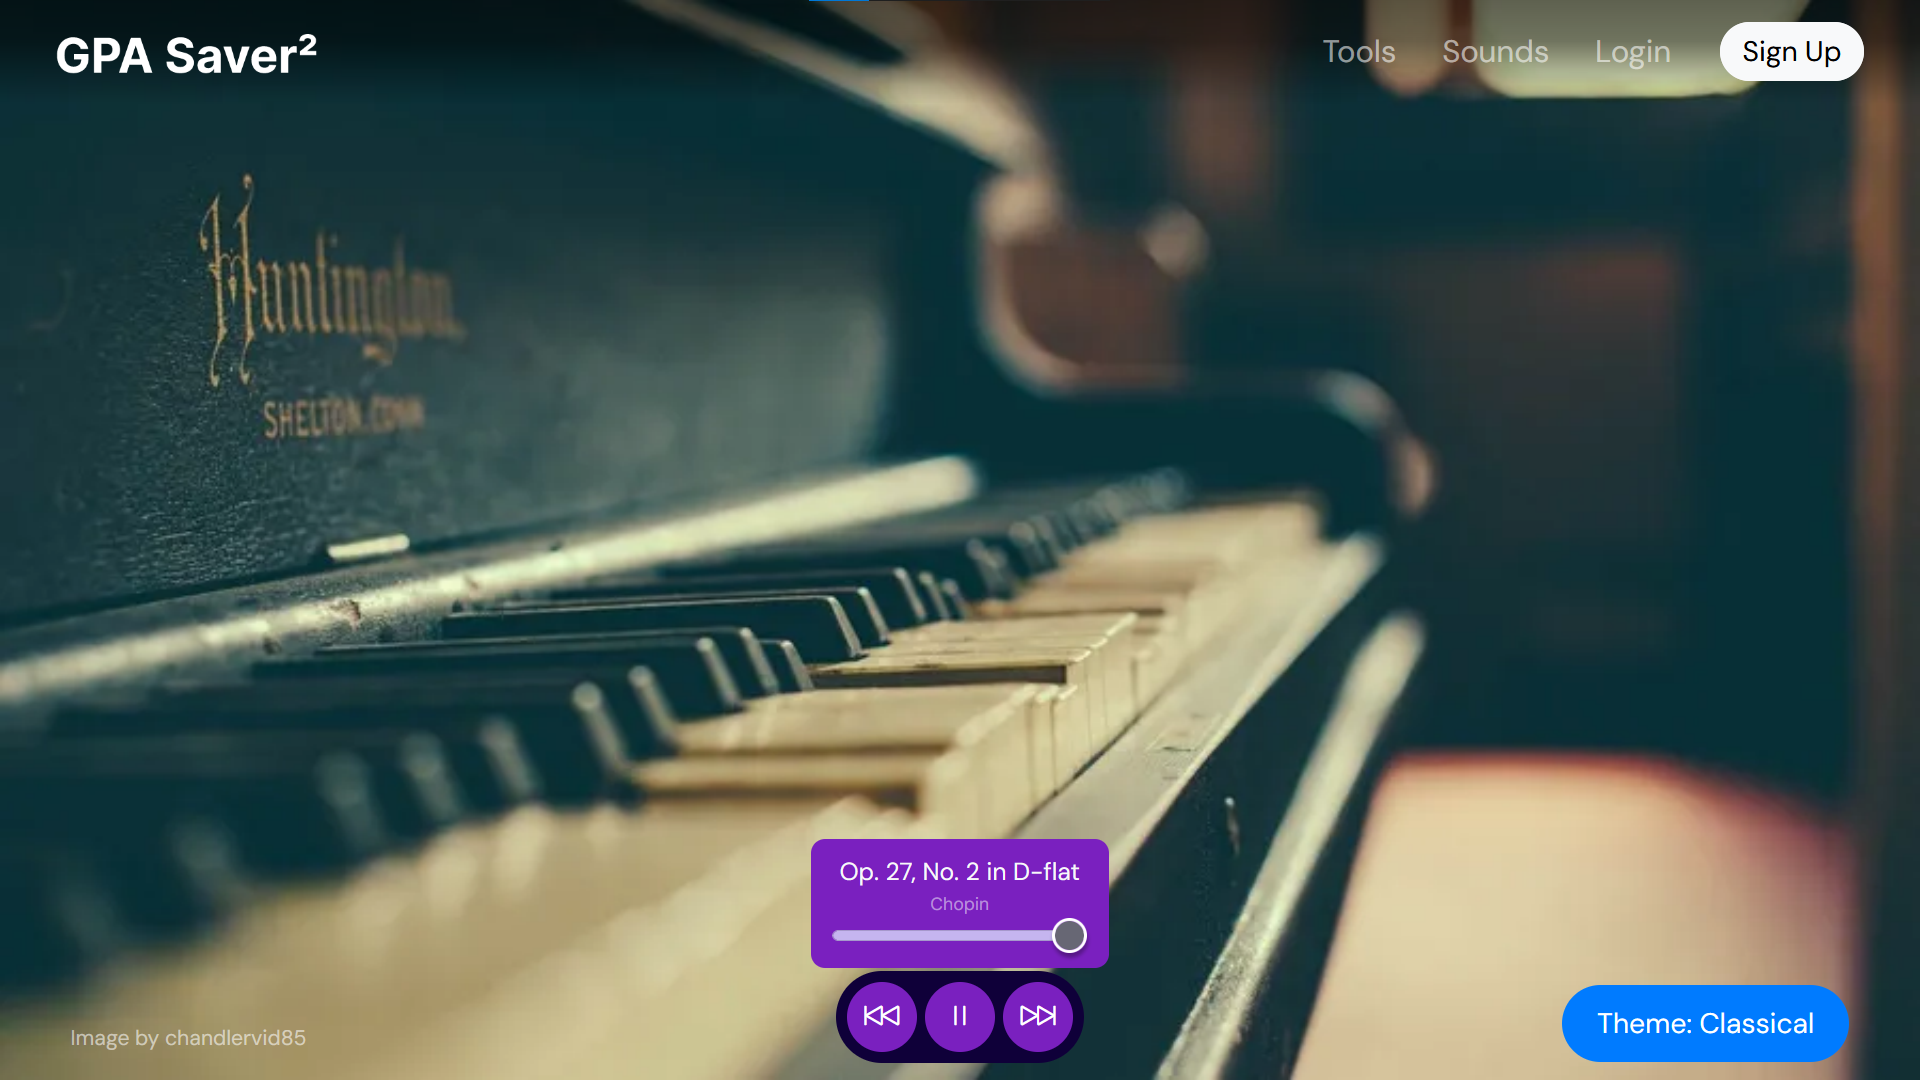 GPA Saver²
Tools
Sounds
Login
Sign Up
Huntington
SHELTON, CONN
Op. 27, No. 2 in D-flat
Chopin
Image by chandlervid85
Theme: Classical